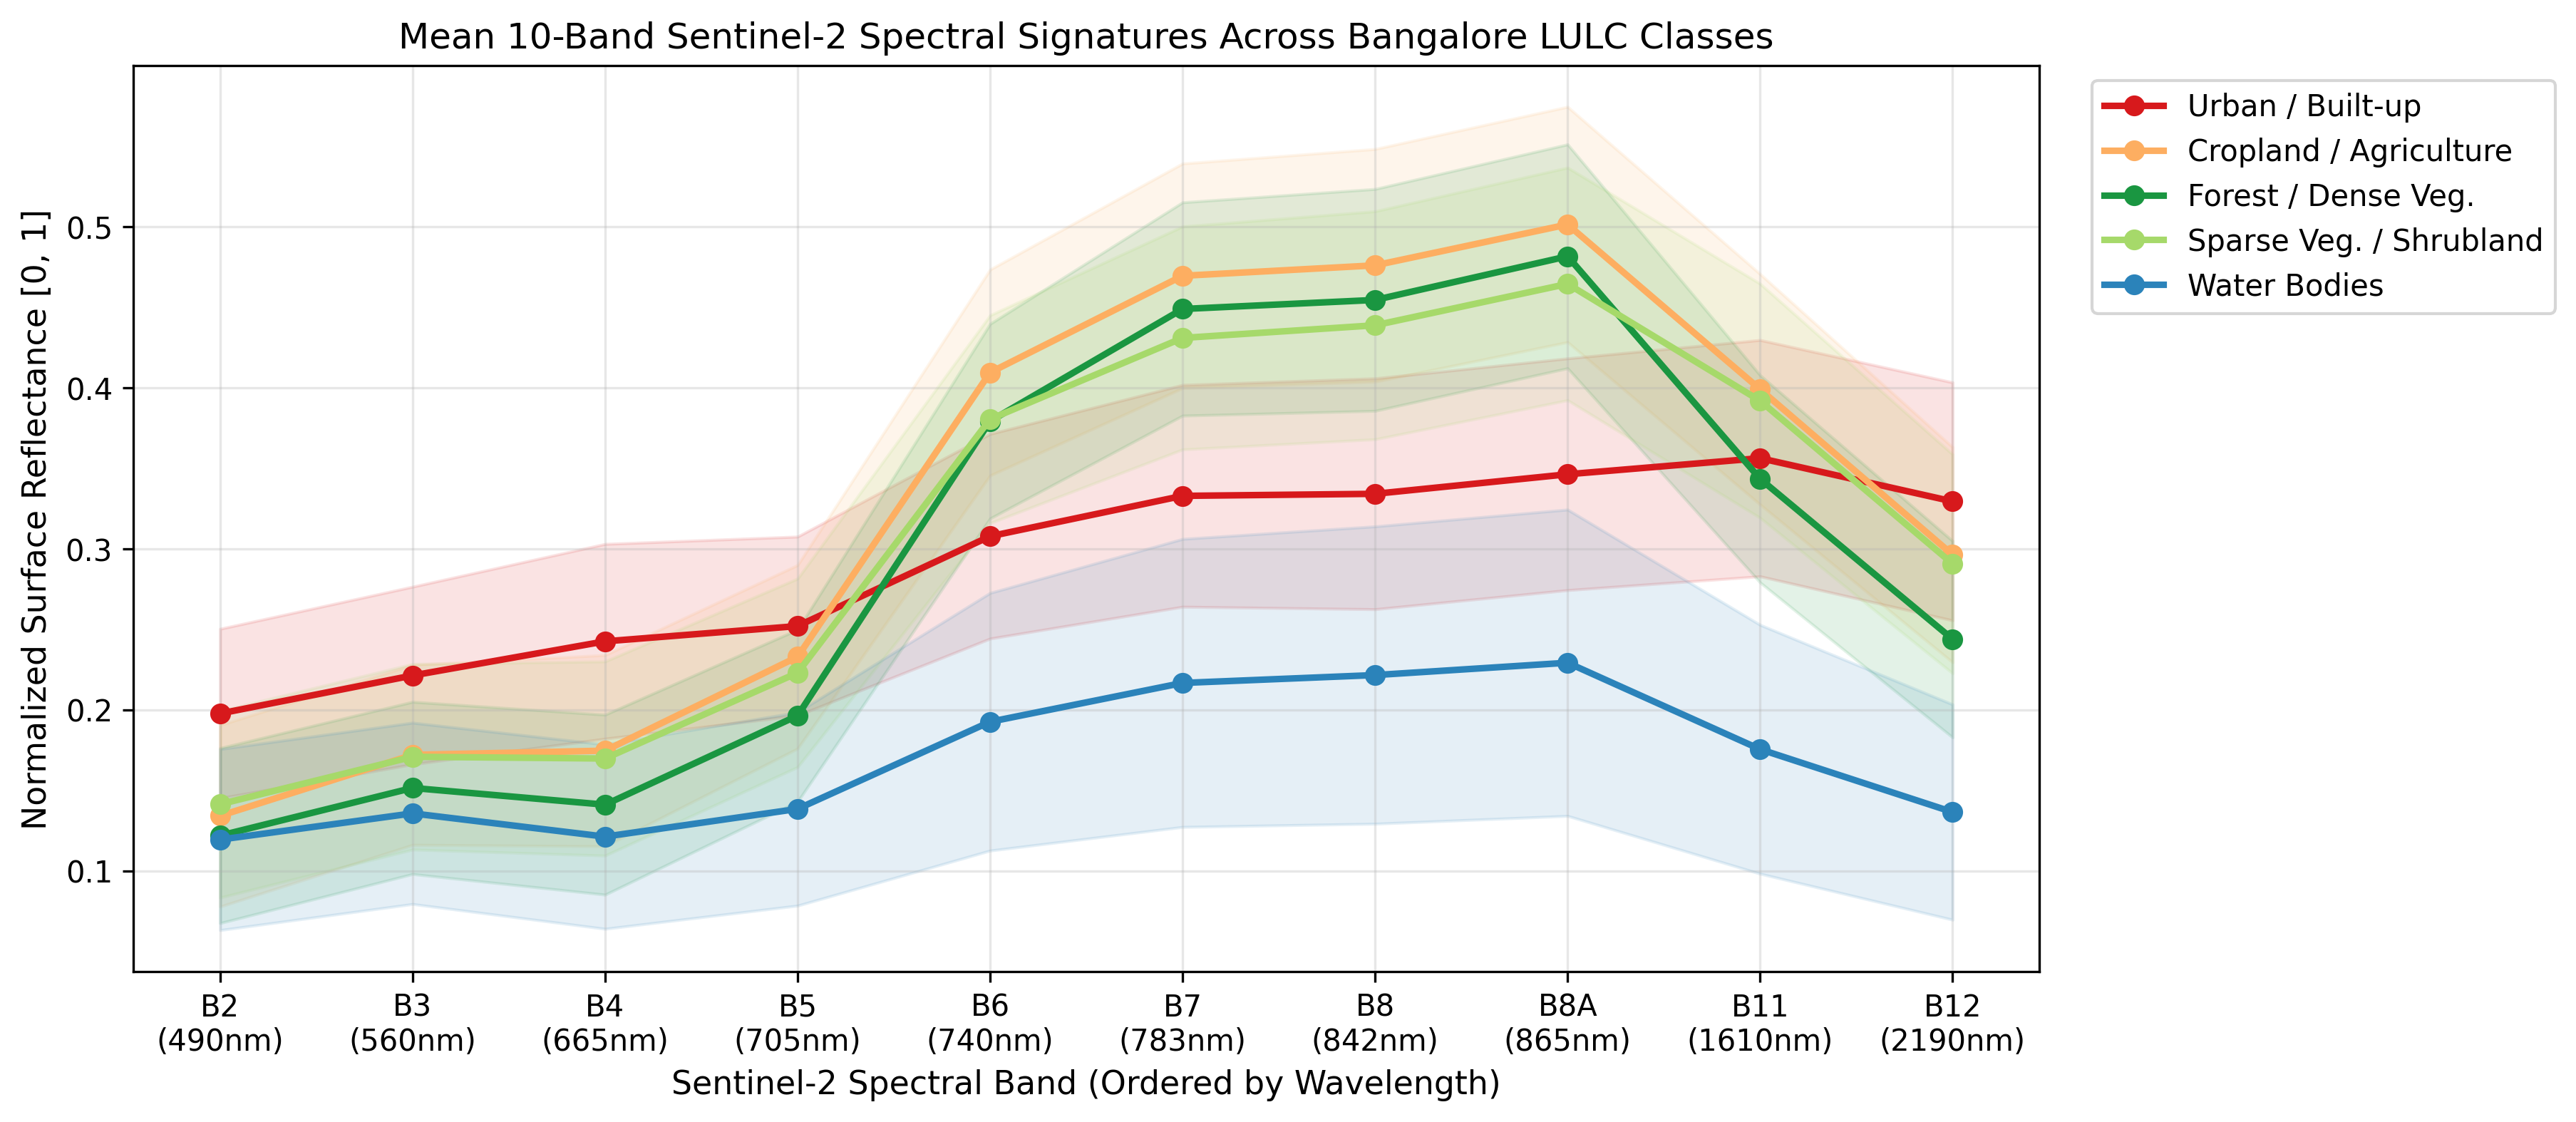 Mean 10-Band Sentinel-2 Spectral Signatures Across Bangalore LULC Classes
Normalized Surface Reflectance [0, 1]
0.5
0.4
0.3
0.2
0.1
B2 B3 B4 B5 B6 B7 B8 B8A B11 B12
(490nm) (560nm) (665nm) (705nm) (740nm) (783nm) (842nm) (865nm) (1610nm) (2190nm)
Sentinel-2 Spectral Band (Ordered by Wavelength)
Urban / Built-up
Cropland / Agriculture
Forest / Dense Veg.
Sparse Veg. / Shrubland
Water Bodies